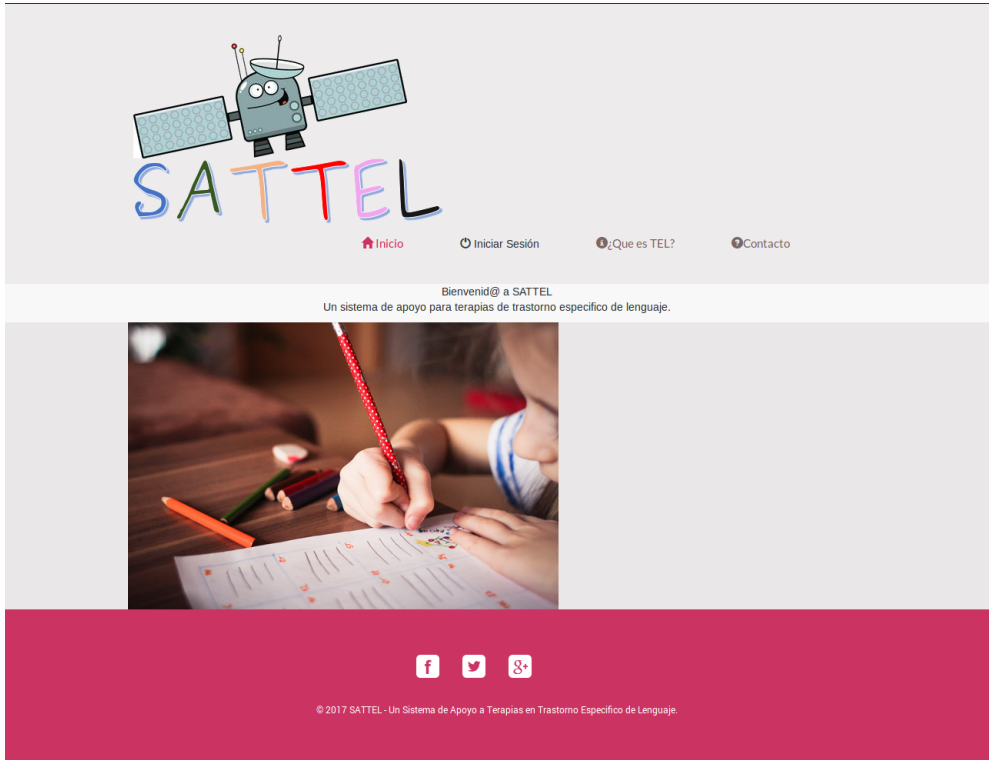 SATTEL
Inicio Iniciar Sesión ¿Que es TEL? Contacto
Bienvenid@ a SATTEL
Un sistema de apoyo para terapias de trastorno especifico de lenguaje.
© 2017 SATTEL - Un Sistema de Apoyo a Terapias en Trastorno Especifico de Lenguaje.